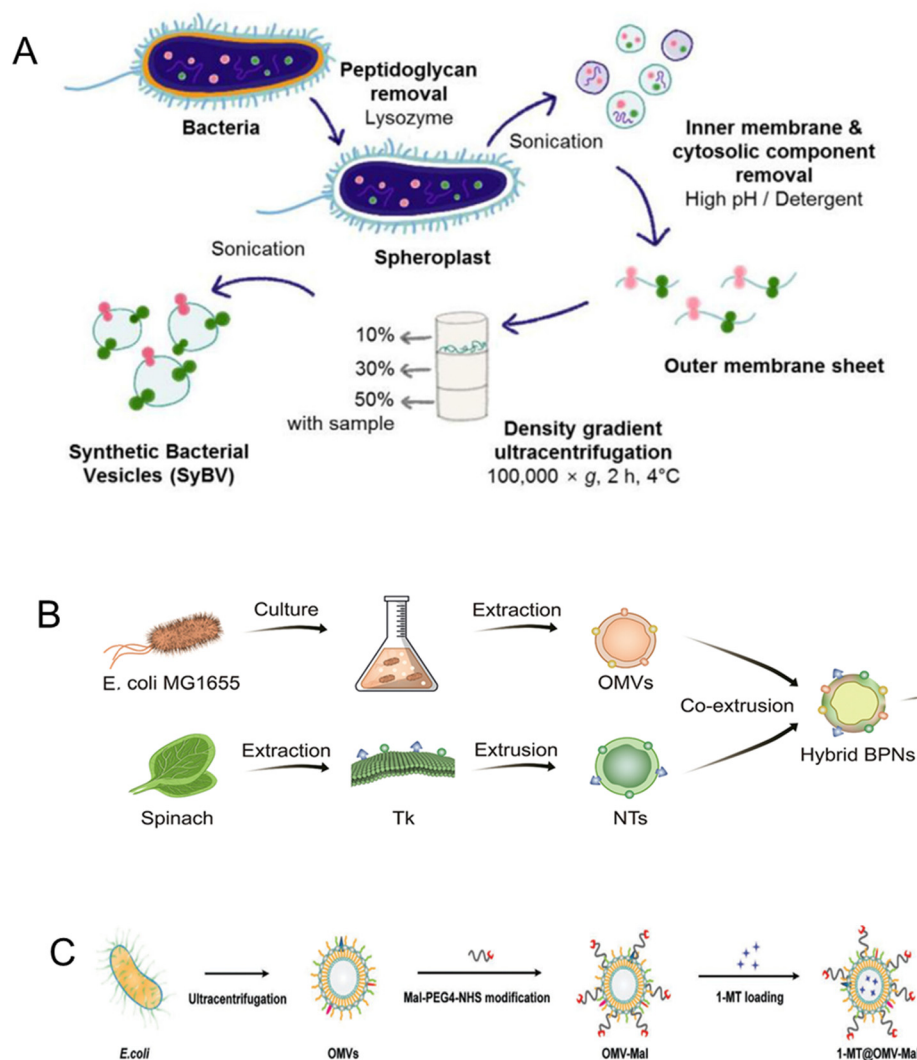 A
Bacteria
Peptidoglycan
removal
Lysozyme
Spheroplast
Sonication
Inner membrane &
cytosolic component
removal
High pH / Detergent
Outer membrane sheet
10%
30%
50%
with sample
Density gradient
ultracentrifugation
100,000 × g, 2 h, 4°C
Sonication
Synthetic Bacterial
Vesicles (SyBV)
B
E. coli MG1655
Culture
Extraction
OMVs
Co-extrusion
Hybrid BPNs
Spinach
Extraction
Tk
Extrusion
NTs
C
E.coli
Ultracentrifugation
OMVs
Mal-PEG4-NHS modification
OMV-Mal
1-MT loading
1-MT@OMV-Mal